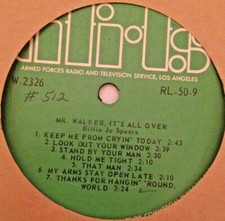 ARMED FORCES RADIO AND TELEVISION SERVICE, LOS ANGELES
W.2326
RL-50-9
#512
MR. WALKER, IT'S ALL OVER
Billie Jo Spears
1. KEEP ME FROM CRYIN' TODAY 2:43
2. LOOK OUT YOUR WINDOW 2:39
3. STAND BY YOUR MAN 2:30
4. HOLD ME TIGHT 2:10
5. THAT MAN 2:34
6. MY ARMS STAY OPEN LATE 2:10
7. THANKS FOR HANGIN' 'ROUND,
WORLD 2:24